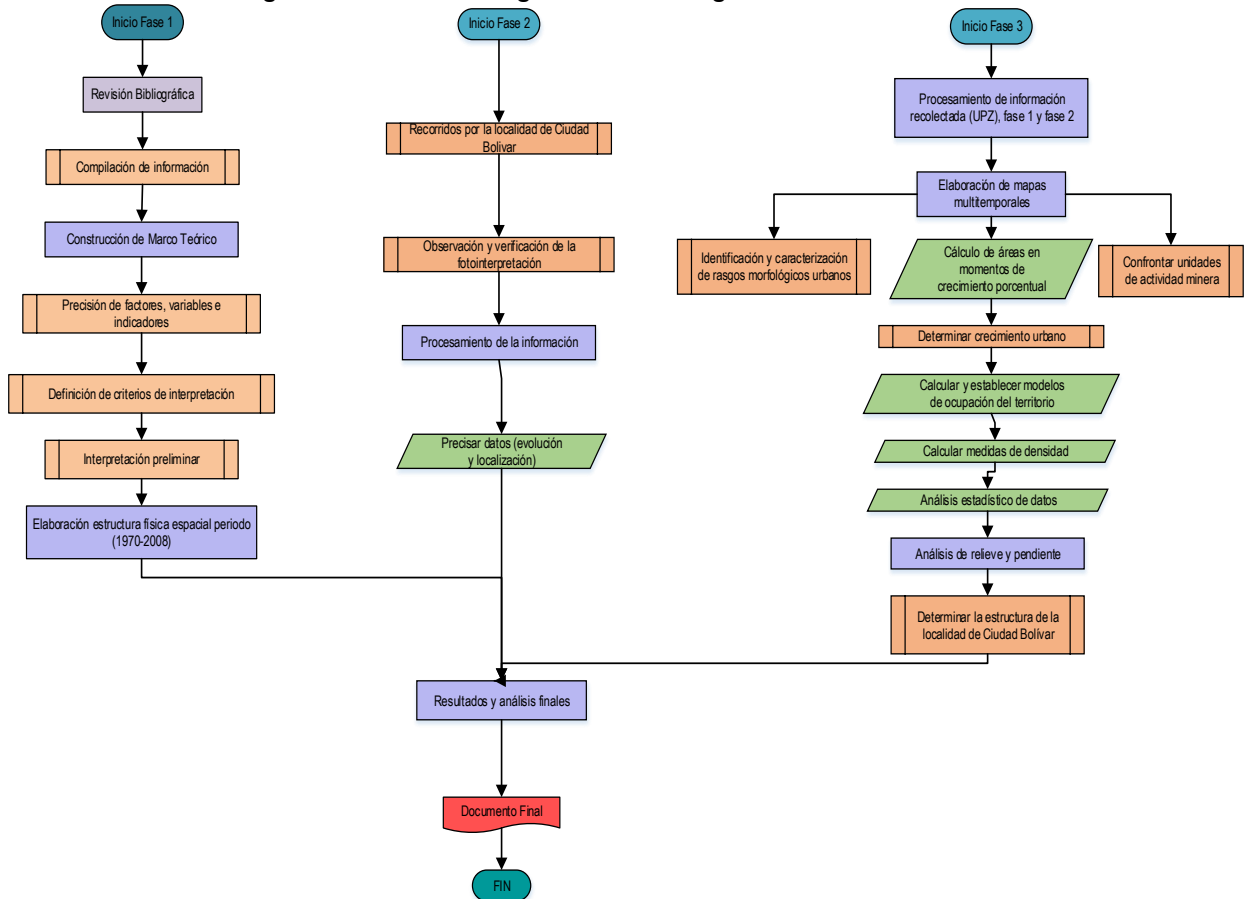 Inicio Fase 1
Revisión Bibliográfica
Compilación de información
Construcción de Marco Teórico
Precisión de factores, variables e
indicadores
Definición de criterios de interpretación
Interpretación preliminar
Elaboración estructura física espacial periodo
(1970-2008)
Inicio Fase 2
Recorridos por la localidad de Ciudad
Bolivar
Observación y verificación de la
fotointerpretación
Procesamiento de la información
Precisar datos (evolución
y localización)
Inicio Fase 3
Procesamiento de información
recolectada (UPZ), fase 1 y fase 2
Elaboración de mapas
multitemporales
Identificación y caracterización
de rasgos morfológicos urbanos
Cálculo de áreas en
momentos de
crecimiento porcentual
Confrontar unidades
de actividad minera
Determinar crecimiento urbano
Calcular y establecer modelos
de ocupación del territorio
Calcular medidas de densidad
Análisis estadístico de datos
Análisis de relieve y pendiente
Determinar la estructura de la
localidad de Ciudad Bolívar
Resultados y análisis finales
Documento Final
FIN